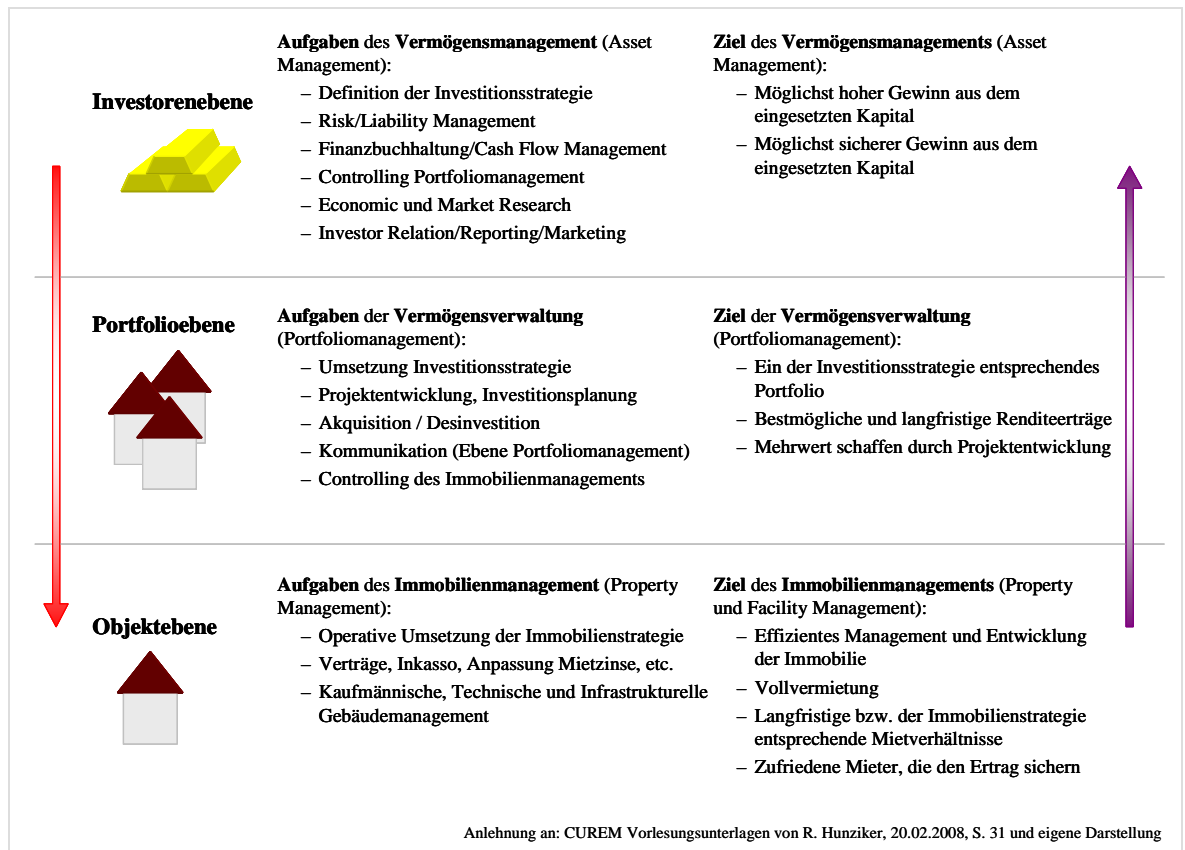 Investorenebene
Aufgaben des Vermögensmanagement (Asset
Management):
– Definition der Investitionsstrategie
– Risk/Liability Management
– Finanzbuchhaltung/Cash Flow Management
– Controlling Portfoliomanagement
– Economic und Market Research
– Investor Relation/Reporting/Marketing
Ziel des Vermögensmanagements (Asset
Management):
– Möglichst hoher Gewinn aus dem
eingesetzten Kapital
– Möglichst sicherer Gewinn aus dem
eingesetzten Kapital
Portfolioebene
Aufgaben der Vermögensverwaltung
(Portfoliomanagement):
– Umsetzung Investitionsstrategie
– Projektentwicklung, Investitionsplanung
– Akquisition / Desinvestition
– Kommunikation (Ebene Portfoliomanagement)
– Controlling des Immobilienmanagements
Ziel der Vermögensverwaltung
(Portfoliomanagement):
– Ein der Investitionsstrategie entsprechendes
Portfolio
– Bestmögliche und langfristige Renditeerträge
– Mehrwert schaffen durch Projektentwicklung
Objektebene
Aufgaben des Immobilienmanagement (Property
Management):
– Operative Umsetzung der Immobilienstrategie
– Verträge, Inkasso, Anpassung Mietzinse, etc.
– Kaufmännische, Technische und Infrastrukturelle
Gebäudemanagement
Ziel des Immobilienmanagements (Property
und Facility Management):
– Effizientes Management und Entwicklung
der Immobilie
– Vollvermietung
– Langfristige bzw. der Immobilienstrategie
entsprechende Mietverhältnisse
– Zufriedene Mieter, die den Ertrag sichern
Anlehnung an: CUREM Vorlesungsunterlagen von R. Hunziker, 20.02.2008, S. 31 und eigene Darstellung